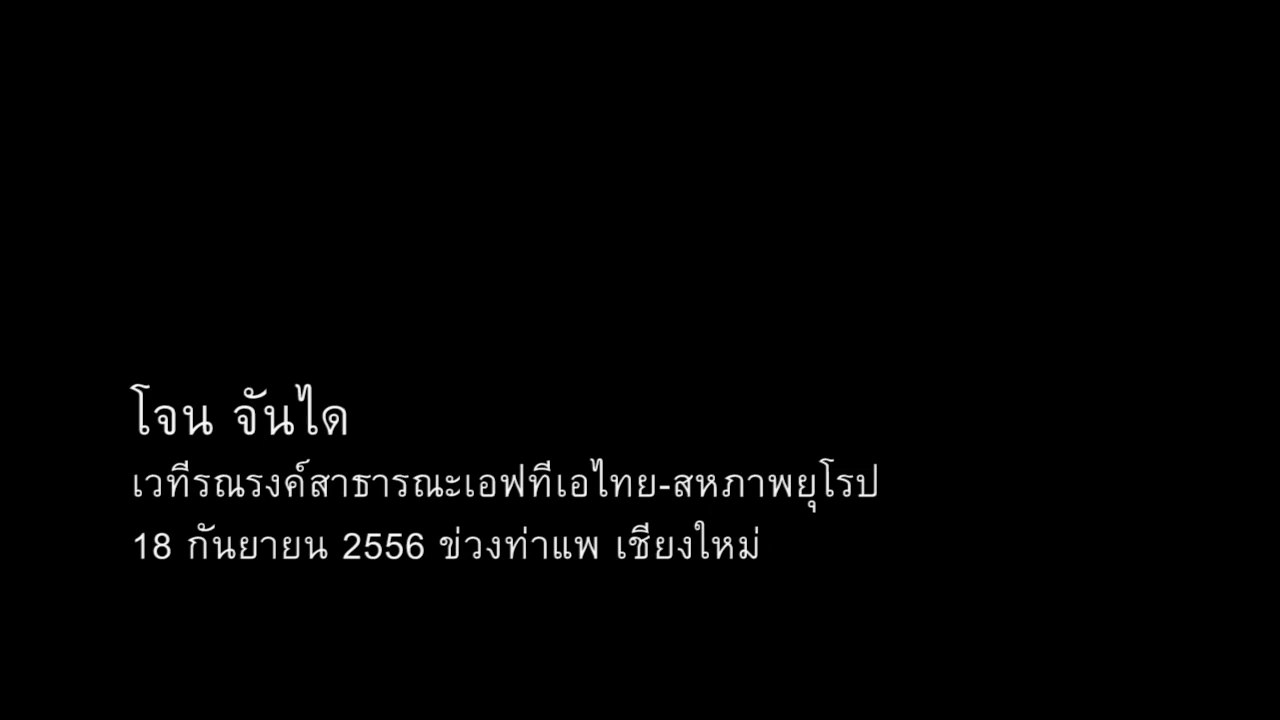 โจน จันได
เวทีรณรงค์สาธารณะเอฟทีเอไทย-สหภาพยุโรป
18 กันยายน 2556 ข่วงท่าแพ เชียงใหม่